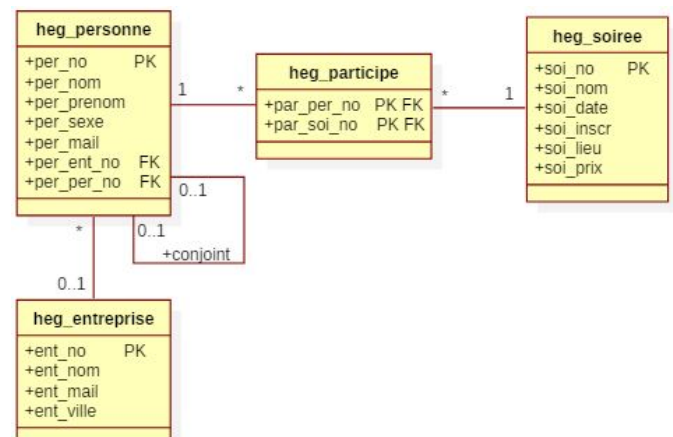 heg_personne
+per_no PK
+per_nom
+per_prenom
+per_sexe
+per_mail
+per_ent_no FK
+per_per_no FK
1
*
heg_participe
+par_per_no PK FK
+par_soi_no PK FK
*
1
heg_soiree
+soi_no PK
+soi_nom
+soi_date
+soi_inscr
+soi_lieu
+soi_prix
0..1
0..1
+conjoint
*
0..1
heg_entreprise
+ent_no PK
+ent_nom
+ent_mail
+ent_ville